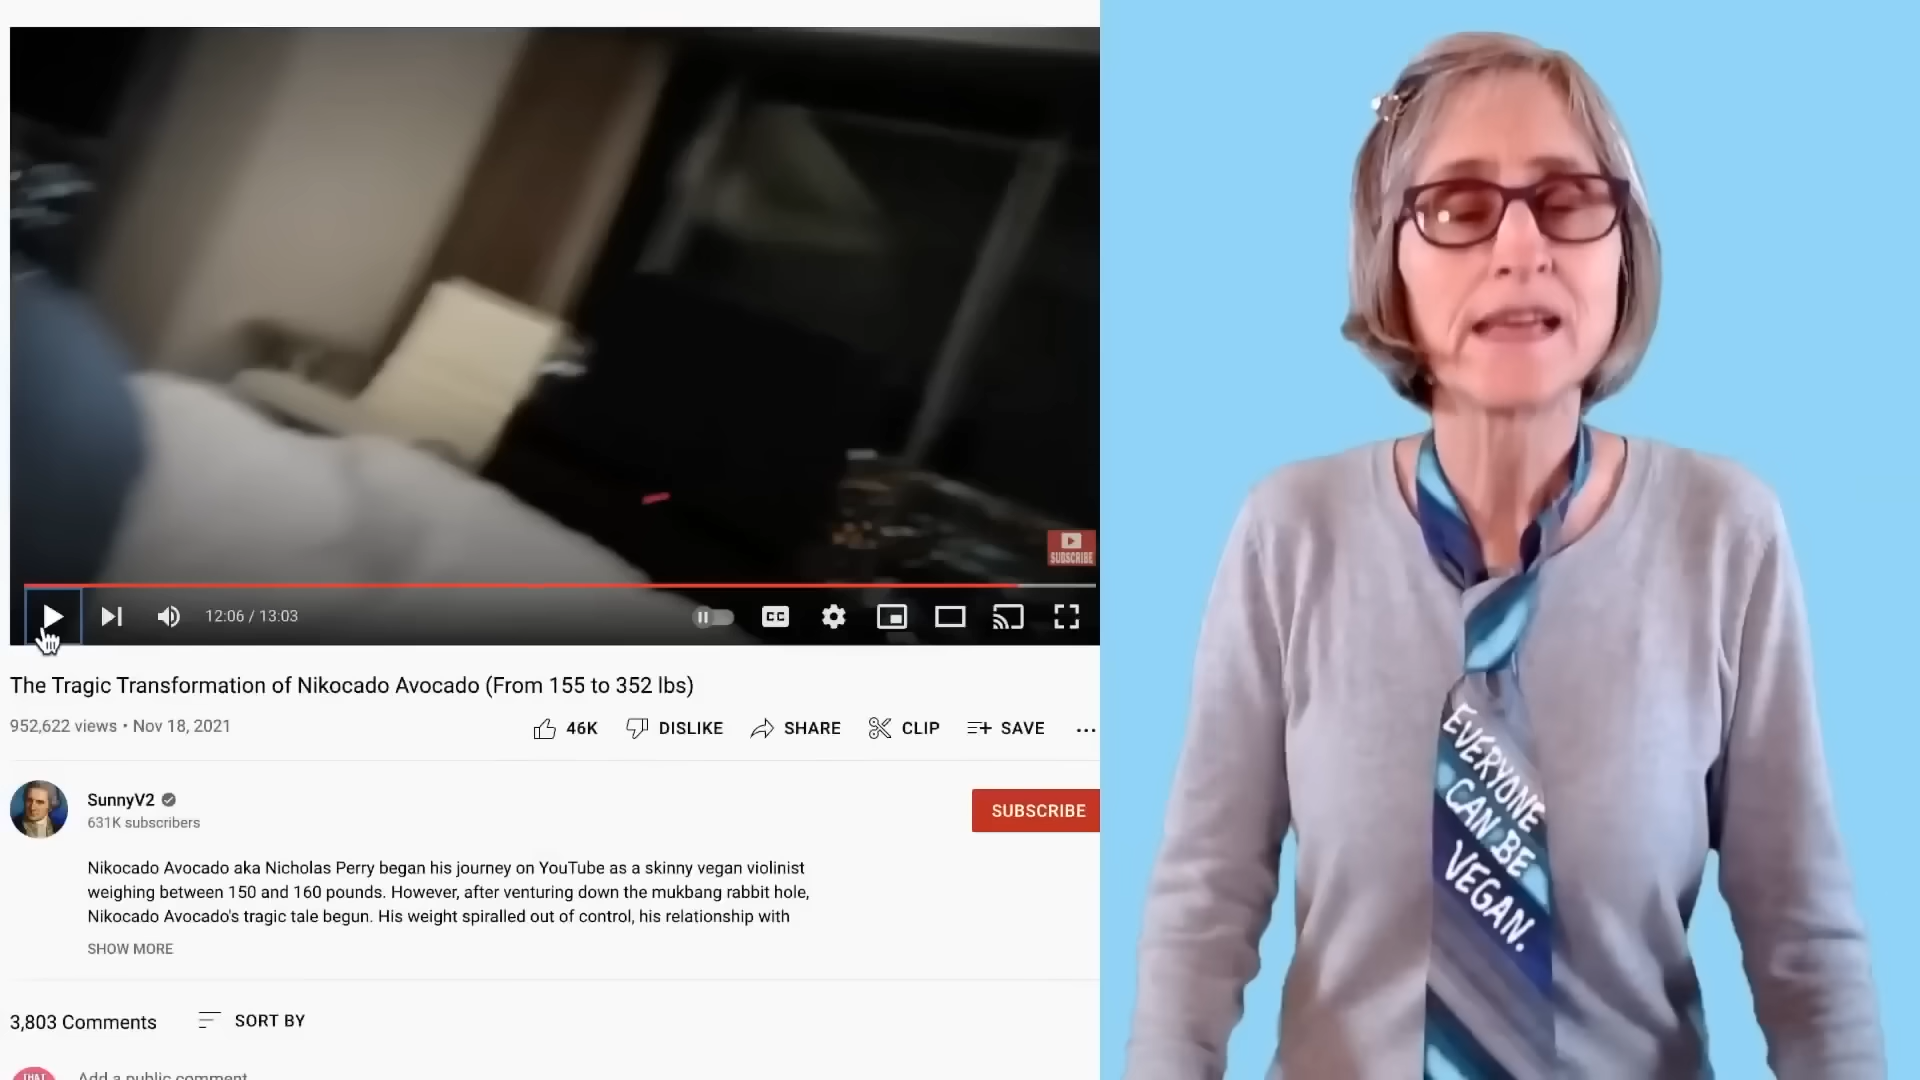 SUBSCRIBE
12:06 / 13:03
CC
The Tragic Transformation of Nikocado Avocado (From 155 to 352 lbs)
952,622 views • Nov 18, 2021
46K
DISLIKE
SHARE
CLIP
SAVE
...
SunnyV2
631K subscribers
SUBSCRIBE
Nikocado Avocado aka Nicholas Perry began his journey on YouTube as a skinny vegan violinist
weighing between 150 and 160 pounds. However, after venturing down the mukbang rabbit hole,
Nikocado Avocado's tragic tale begun. His weight spiralled out of control, his relationship with
SHOW MORE
3,803 Comments
SORT BY
THAT
Add a public comment
EVERYONE
CAN BE
VEGAN.